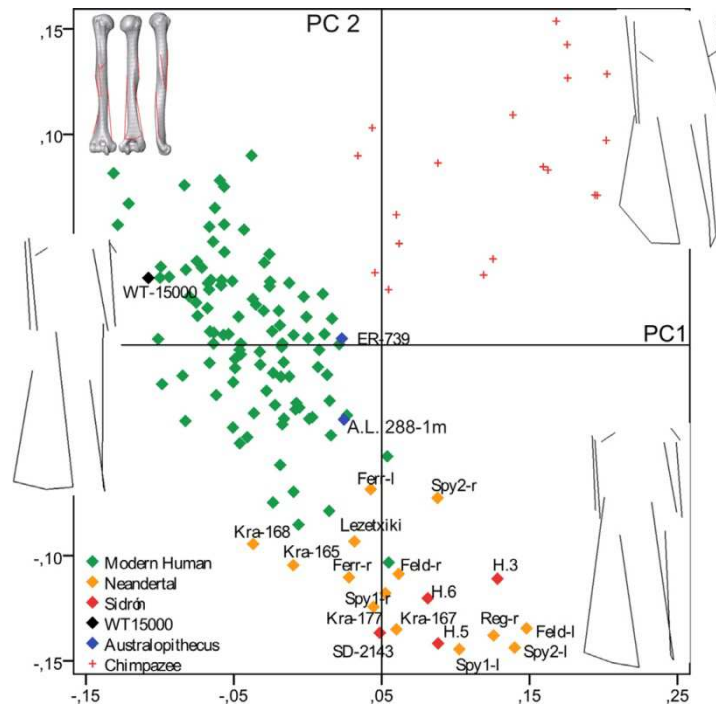 ,15
PC 2
,10
PC1
WT-15000
ER-739
A.L. 288-1m
Ferr-l
Spy2-r
Lezetxiki
Kra-168
-,10
Kra-165
Ferr-r
Feld-r
H.3
Modern Human
Neandertal
Spy1-r
H.6
Sidrón
Kra-177
Kra-167
Reg-r
Feld-l
WT15000
H.5
Australopithecus
SD-2143
Spy2-l
Chimpazee
Spy1-l
-,15
-,15
-,05
,05
,15
,25